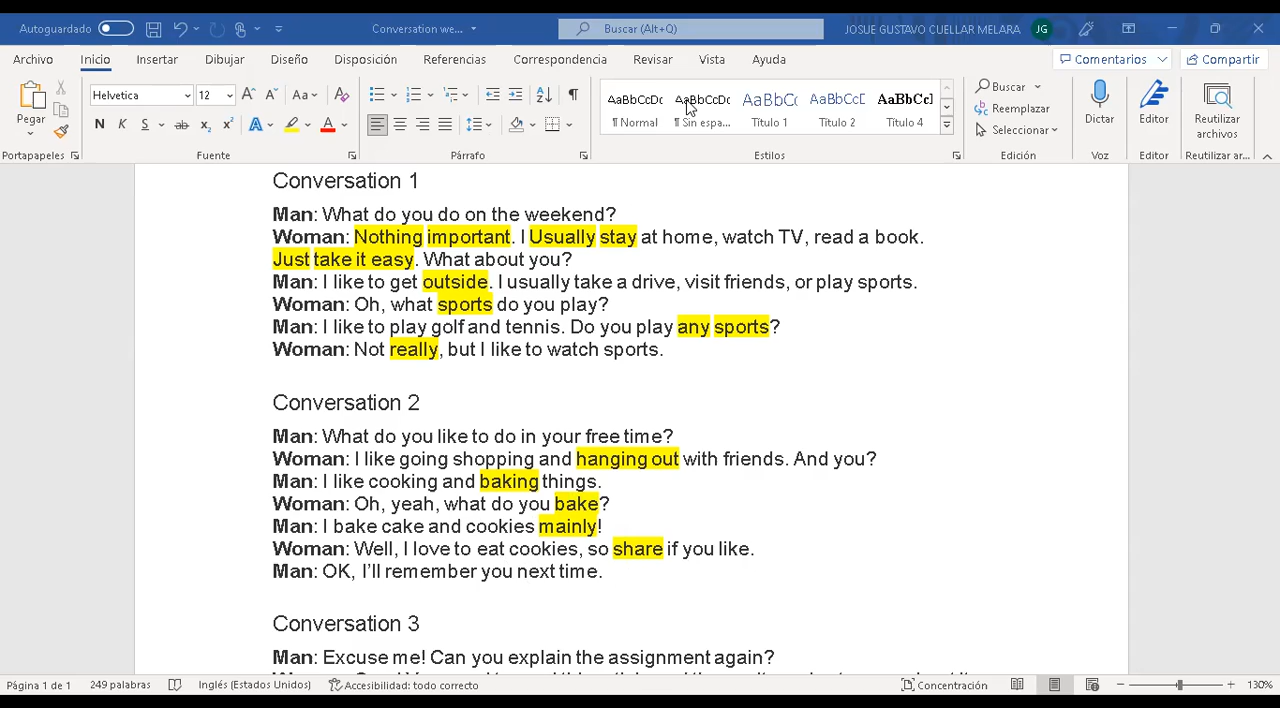 Autoguardado
Conversation we...
Buscar (Alt+Q)
JOSUE GUSTAVO CUELLAR MELARA
JG
Archivo Inicio Insertar Dibujar Diseño Disposición Referencias Correspondencia Revisar Vista Ayuda
Comentarios
Compartir
Pegar
Helvetica
12
Aa
N K S ab x₂ x² A A
AaBbCcDc AaBbCcDc AaBbC AaBbCcD AaBbCc
¶ Normal ¶ Sin espa... Título 1 Título 2 Título 4
Buscar
Reemplazar
Seleccionar
Dictar
Editor
Reutilizar archivos
Portapapeles Fuente Párrafo Estilos Edición Voz Editor Reutilizar ar...
Conversation 1
Man: What do you do on the weekend?
Woman: Nothing important. I Usually stay at home, watch TV, read a book.
Just take it easy. What about you?
Man: I like to get outside. I usually take a drive, visit friends, or play sports.
Woman: Oh, what sports do you play?
Man: I like to play golf and tennis. Do you play any sports?
Woman: Not really, but I like to watch sports.
Conversation 2
Man: What do you like to do in your free time?
Woman: I like going shopping and hanging out with friends. And you?
Man: I like cooking and baking things.
Woman: Oh, yeah, what do you bake?
Man: I bake cake and cookies mainly!
Woman: Well, I love to eat cookies, so share if you like.
Man: OK, I'll remember you next time.
Conversation 3
Man: Excuse me! Can you explain the assignment again?
Página 1 de 1 249 palabras Inglés (Estados Unidos) Accesibilidad: todo correcto Concentración 130%